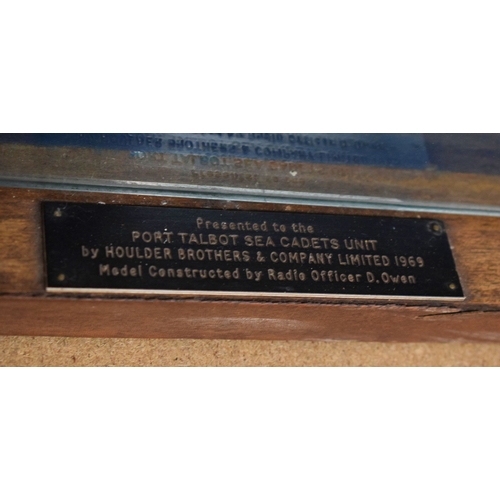 Presented to the
PORT TALBOT SEA CADETS UNIT
by HOULDER BROTHERS & COMPANY LIMITED 1969
Model Constructed by Radio Officer D. Owen